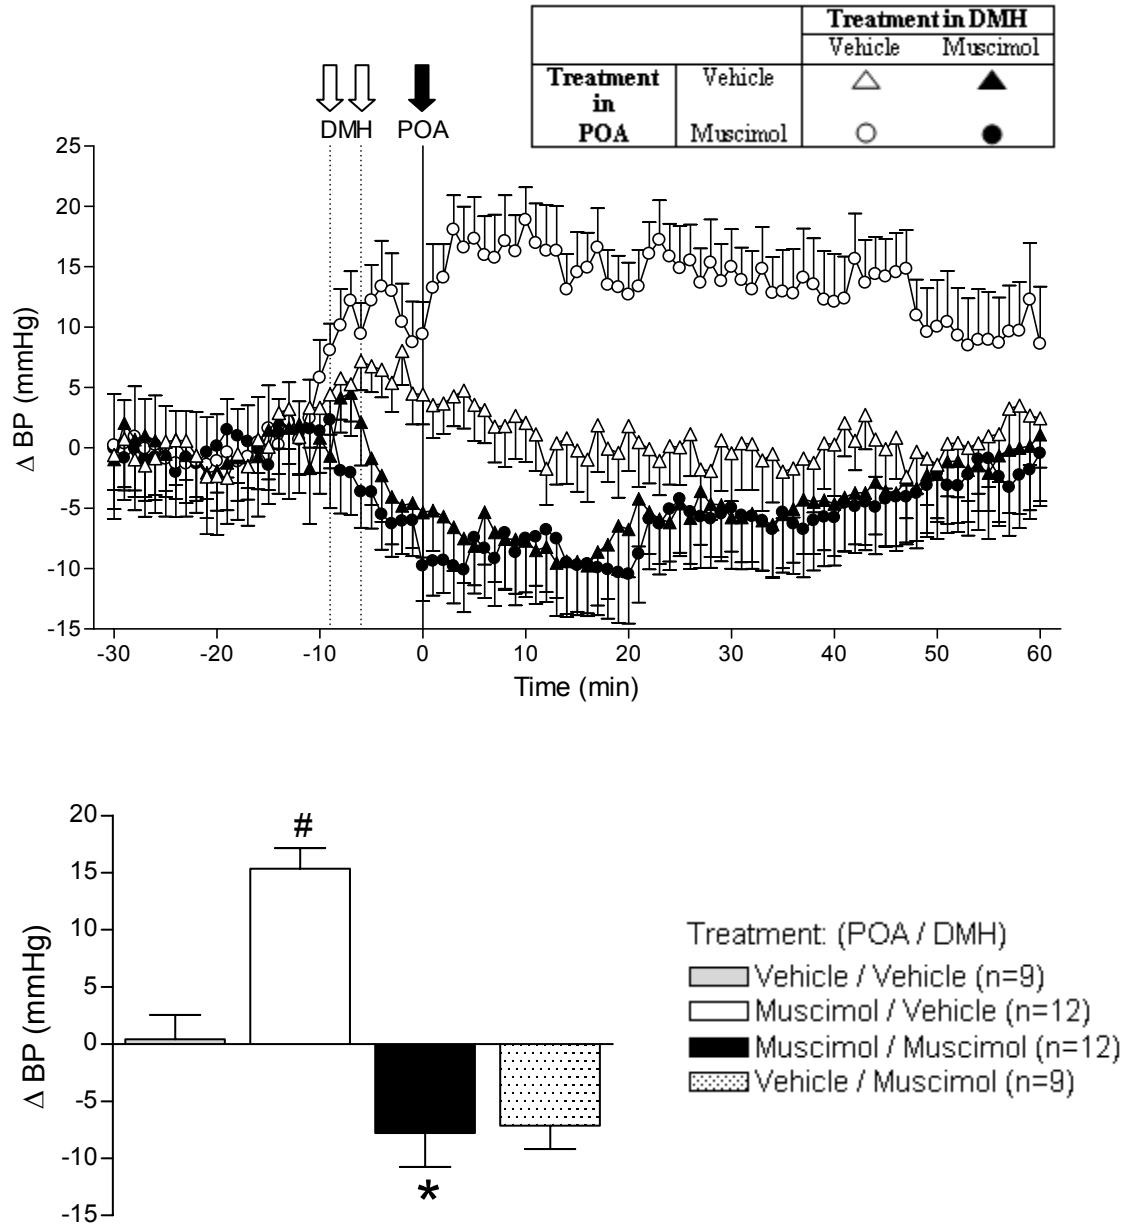 Treatment in DMH
Vehicle Muscimol
Treatment in POA Vehicle
Muscimol
DMH POA
25
20
15
10
5
0
-5
-10
-15
Δ BP (mmHg)
-30 -20 -10 0 10 20 30 40 50 60
Time (min)
20
15
10
5
0
-5
-10
-15
Δ BP (mmHg)
#
*
Treatment: (POA / DMH)
Vehicle / Vehicle (n=9)
Muscimol / Vehicle (n=12)
Muscimol / Muscimol (n=12)
Vehicle / Muscimol (n=9)